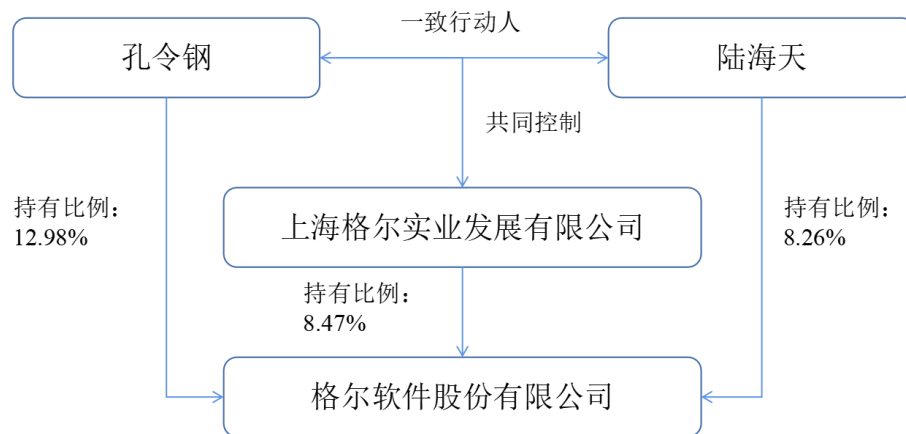 一致行动人
孔令钢
陆海天
共同控制
持有比例：
12.98%
上海格尔实业发展有限公司
持有比例：
8.26%
持有比例：
8.47%
格尔软件股份有限公司